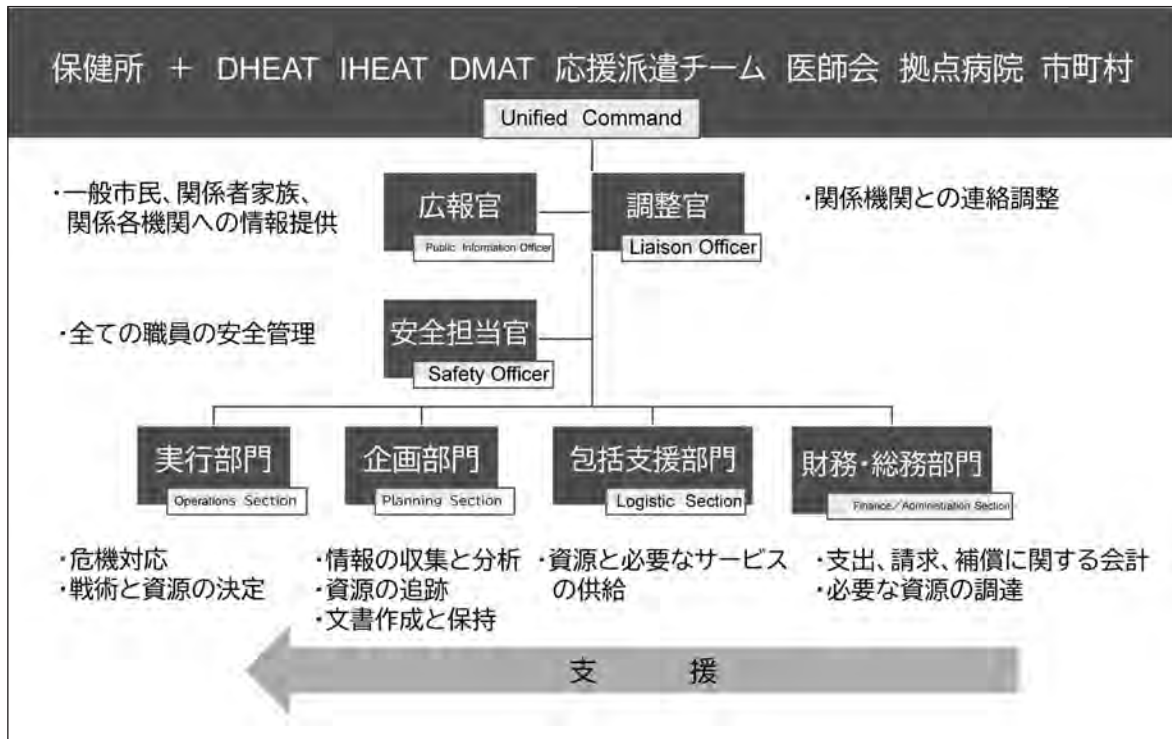 保健所 + DHEAT IHEAT DMAT 応援派遣チーム 医師会 拠点病院 市町村
Unified Command
・一般市民、関係者家族、
関係各機関への情報提供
広報官
Public Information Officer
調整官
Liaison Officer
・関係機関との連絡調整
・全ての職員の安全管理
安全担当官
Safety Officer
実行部門
Operations Section
企画部門
Planning Section
包括支援部門
Logistic Section
財務・総務部門
Finance／Administration Section
・危機対応
・戦術と資源の決定
・情報の収集と分析
・資源の追跡
・文書作成と保持
・資源と必要なサービス
の供給
・支出、請求、補償に関する会計
・必要な資源の調達
支 援